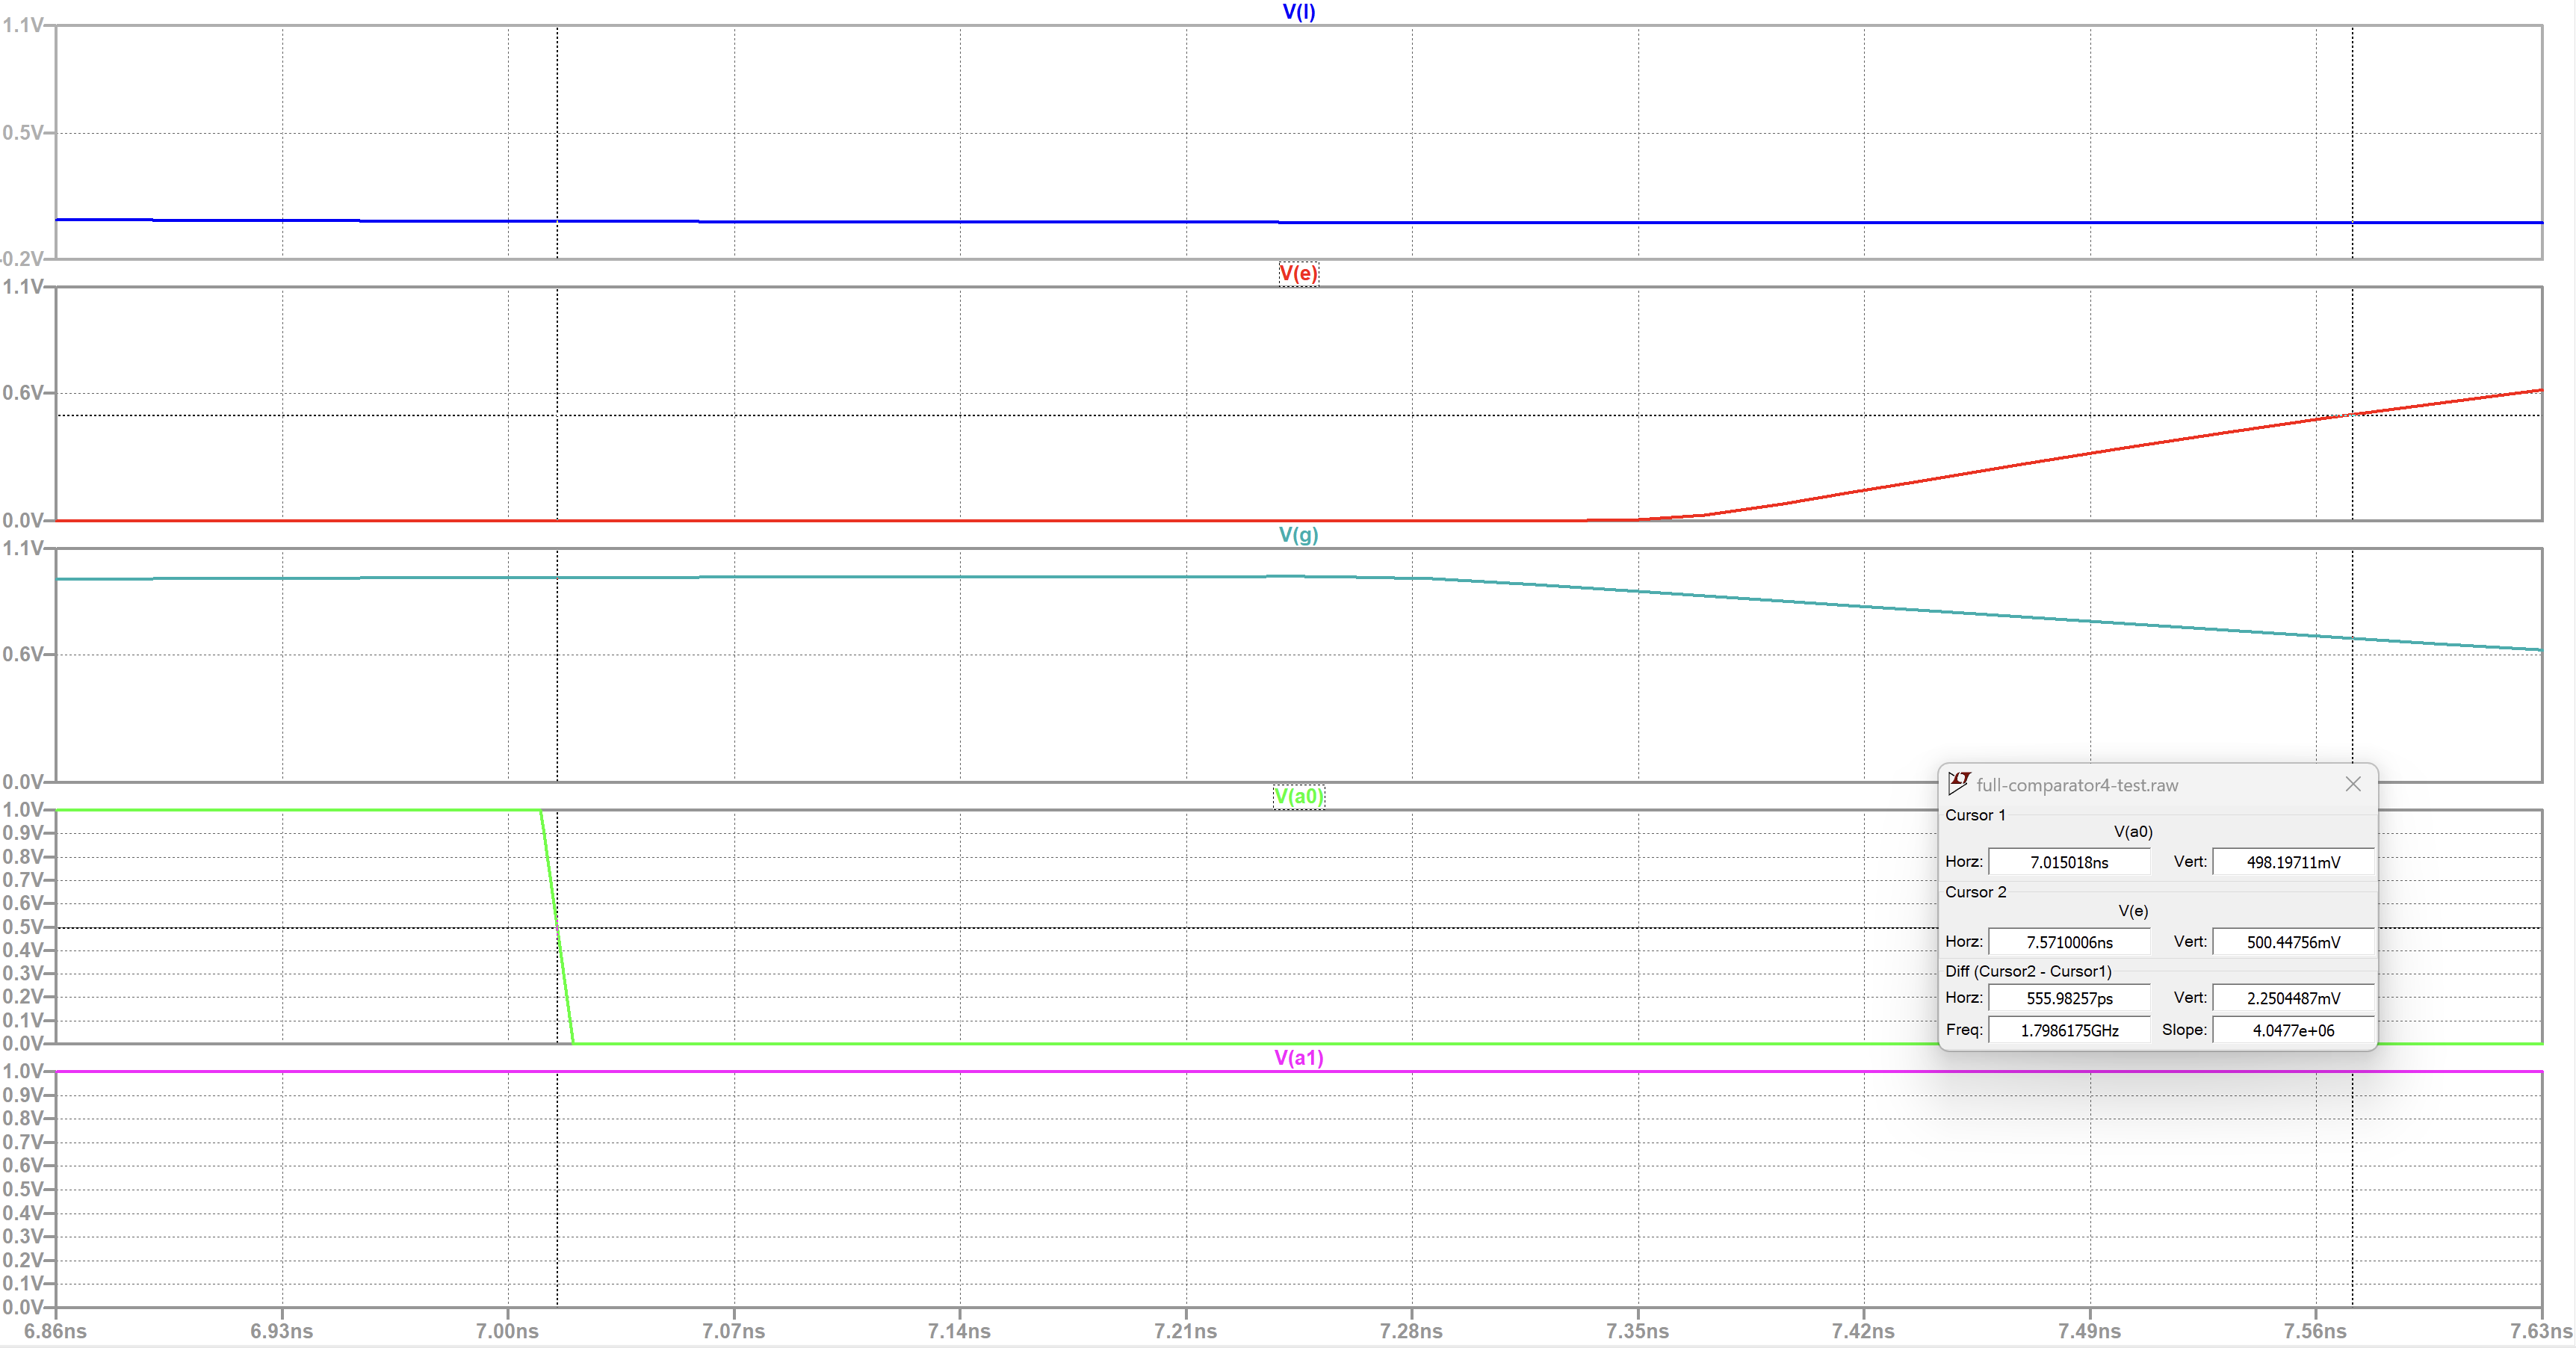 V(l)
1.1V
0.5V
-0.2V
V(e)
1.1V
0.6V
0.0V
V(g)
1.1V
0.6V
0.0V
V(a0)
1.0V
0.9V
0.8V
0.7V
0.6V
0.5V
0.4V
0.3V
0.2V
0.1V
0.0V
V(a1)
1.0V
0.9V
0.8V
0.7V
0.6V
0.5V
0.4V
0.3V
0.2V
0.1V
0.0V
6.86ns 6.93ns 7.00ns 7.07ns 7.14ns 7.21ns 7.28ns 7.35ns 7.42ns 7.49ns 7.56ns 7.63ns
full-comparator4-test.raw
Cursor 1
V(a0)
Horz: 7.015018ns Vert: 498.19711mV
Cursor 2
V(e)
Horz: 7.5710006ns Vert: 500.44756mV
Diff (Cursor2 - Cursor1)
Horz: 555.98257ps Vert: 2.2504487mV
Freq: 1.7986175GHz Slope: 4.0477e+06